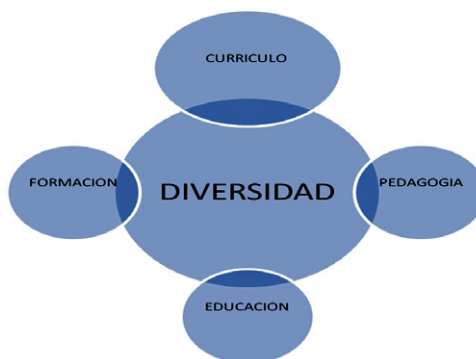 CURRICULO
FORMACION
DIVERSIDAD
PEDAGOGIA
EDUCACION